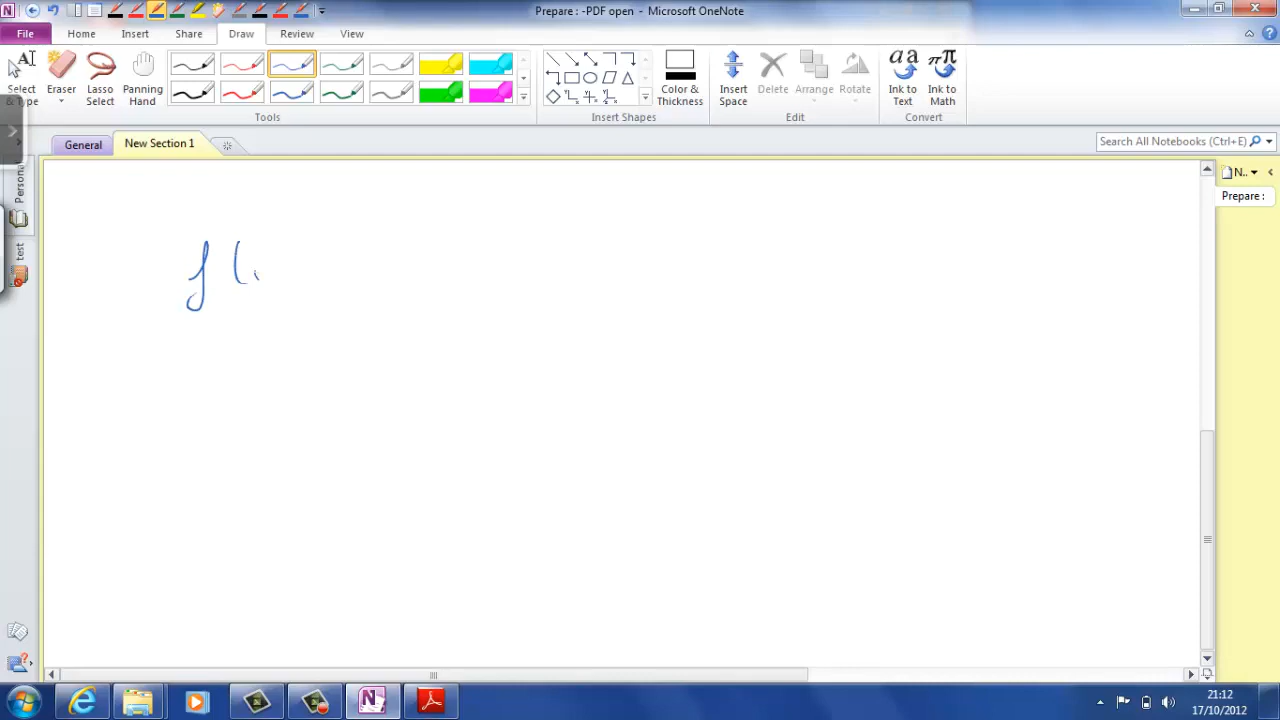 Prepare : -PDF open - Microsoft OneNote
File Home Insert Share Draw Review View
Select & Type Eraser Lasso Select Panning Hand Color & Thickness Insert Space Delete Arrange Rotate Ink to Text Ink to Math
Tools Insert Shapes Edit Convert
General New Section 1 Search All Notebooks (Ctrl+E)
N..
Prepare :
Persona
test
f (
21:12
17/10/2012